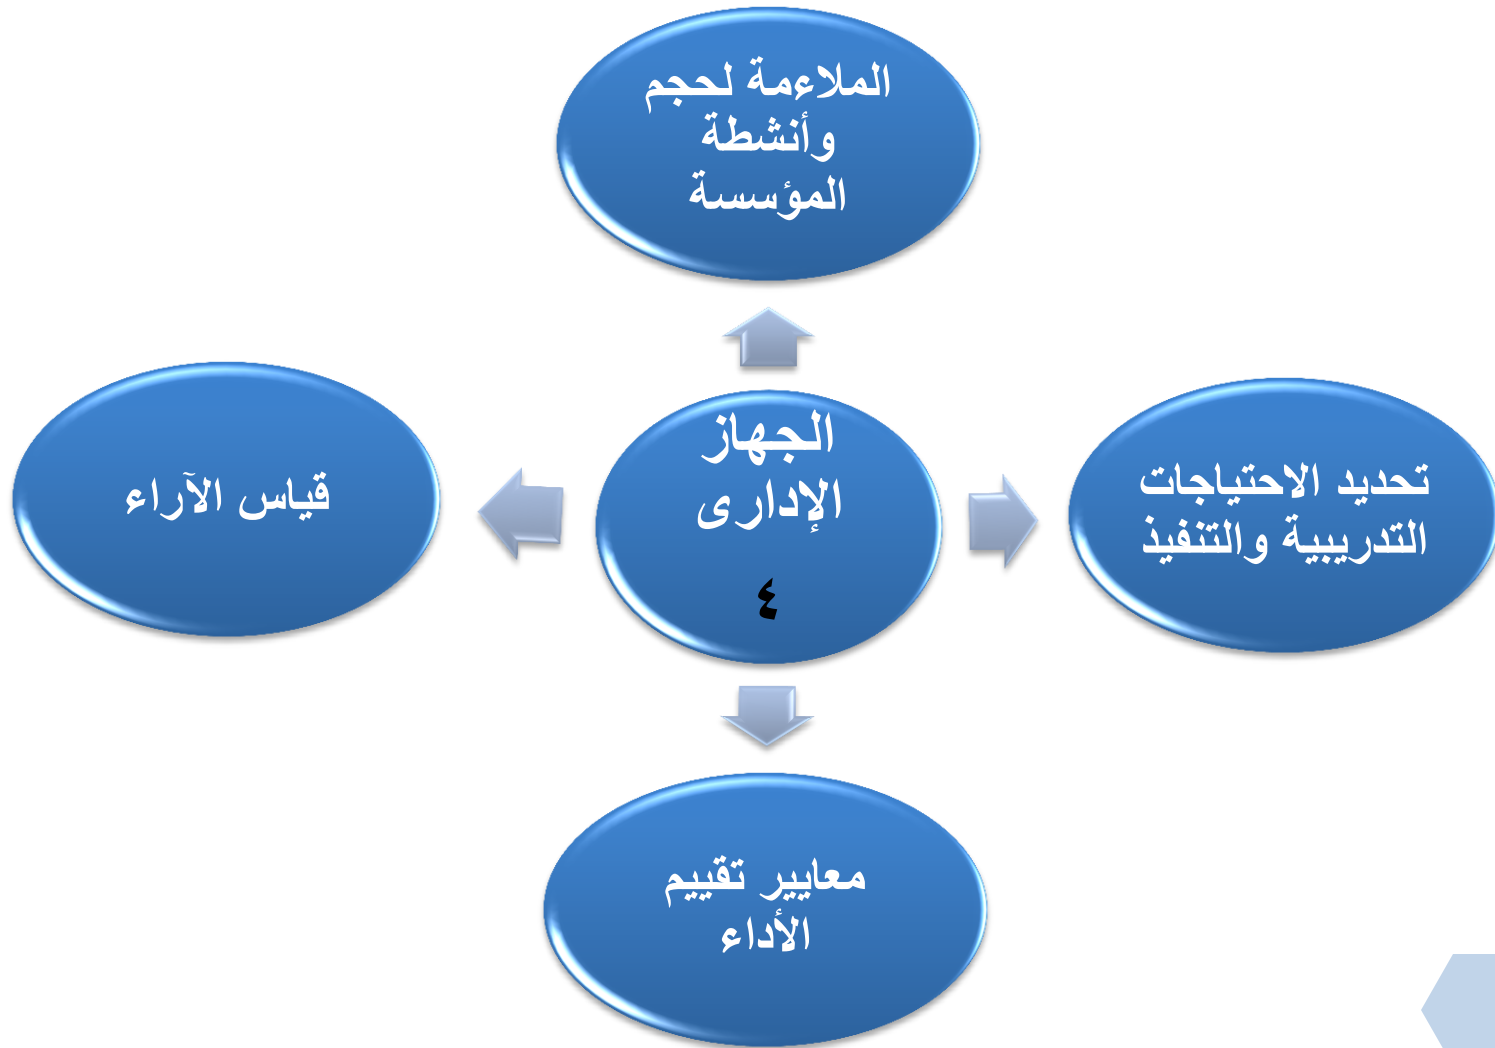 الملاءمة لحجم
وأنشطة
المؤسسة
تحديد الاحتياجات
التدريبية والتنفيذ
الجهاز
الإدارى
٤
قياس الآراء
معايير تقييم
الأداء